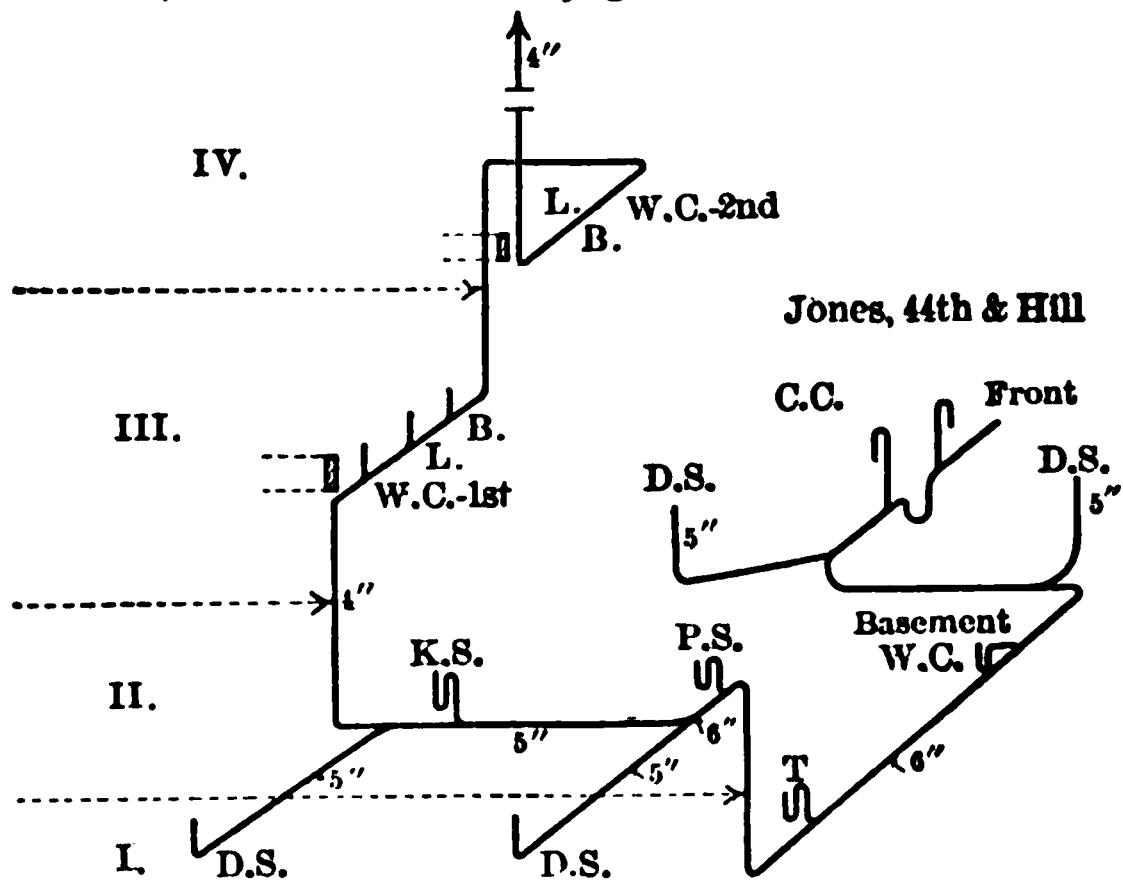 4″
IV.
L.
W.C.-2nd
B.
Jones, 44th & Hill
C.C.
Front
III.
B.
L.
W.C.-1st
D.S.
D.S.
5″
5″
4″
Basement
W.C.
K.S.
P.S.
II.
5″
6″
5″
5″
6″
T
I.
D.S.
D.S.